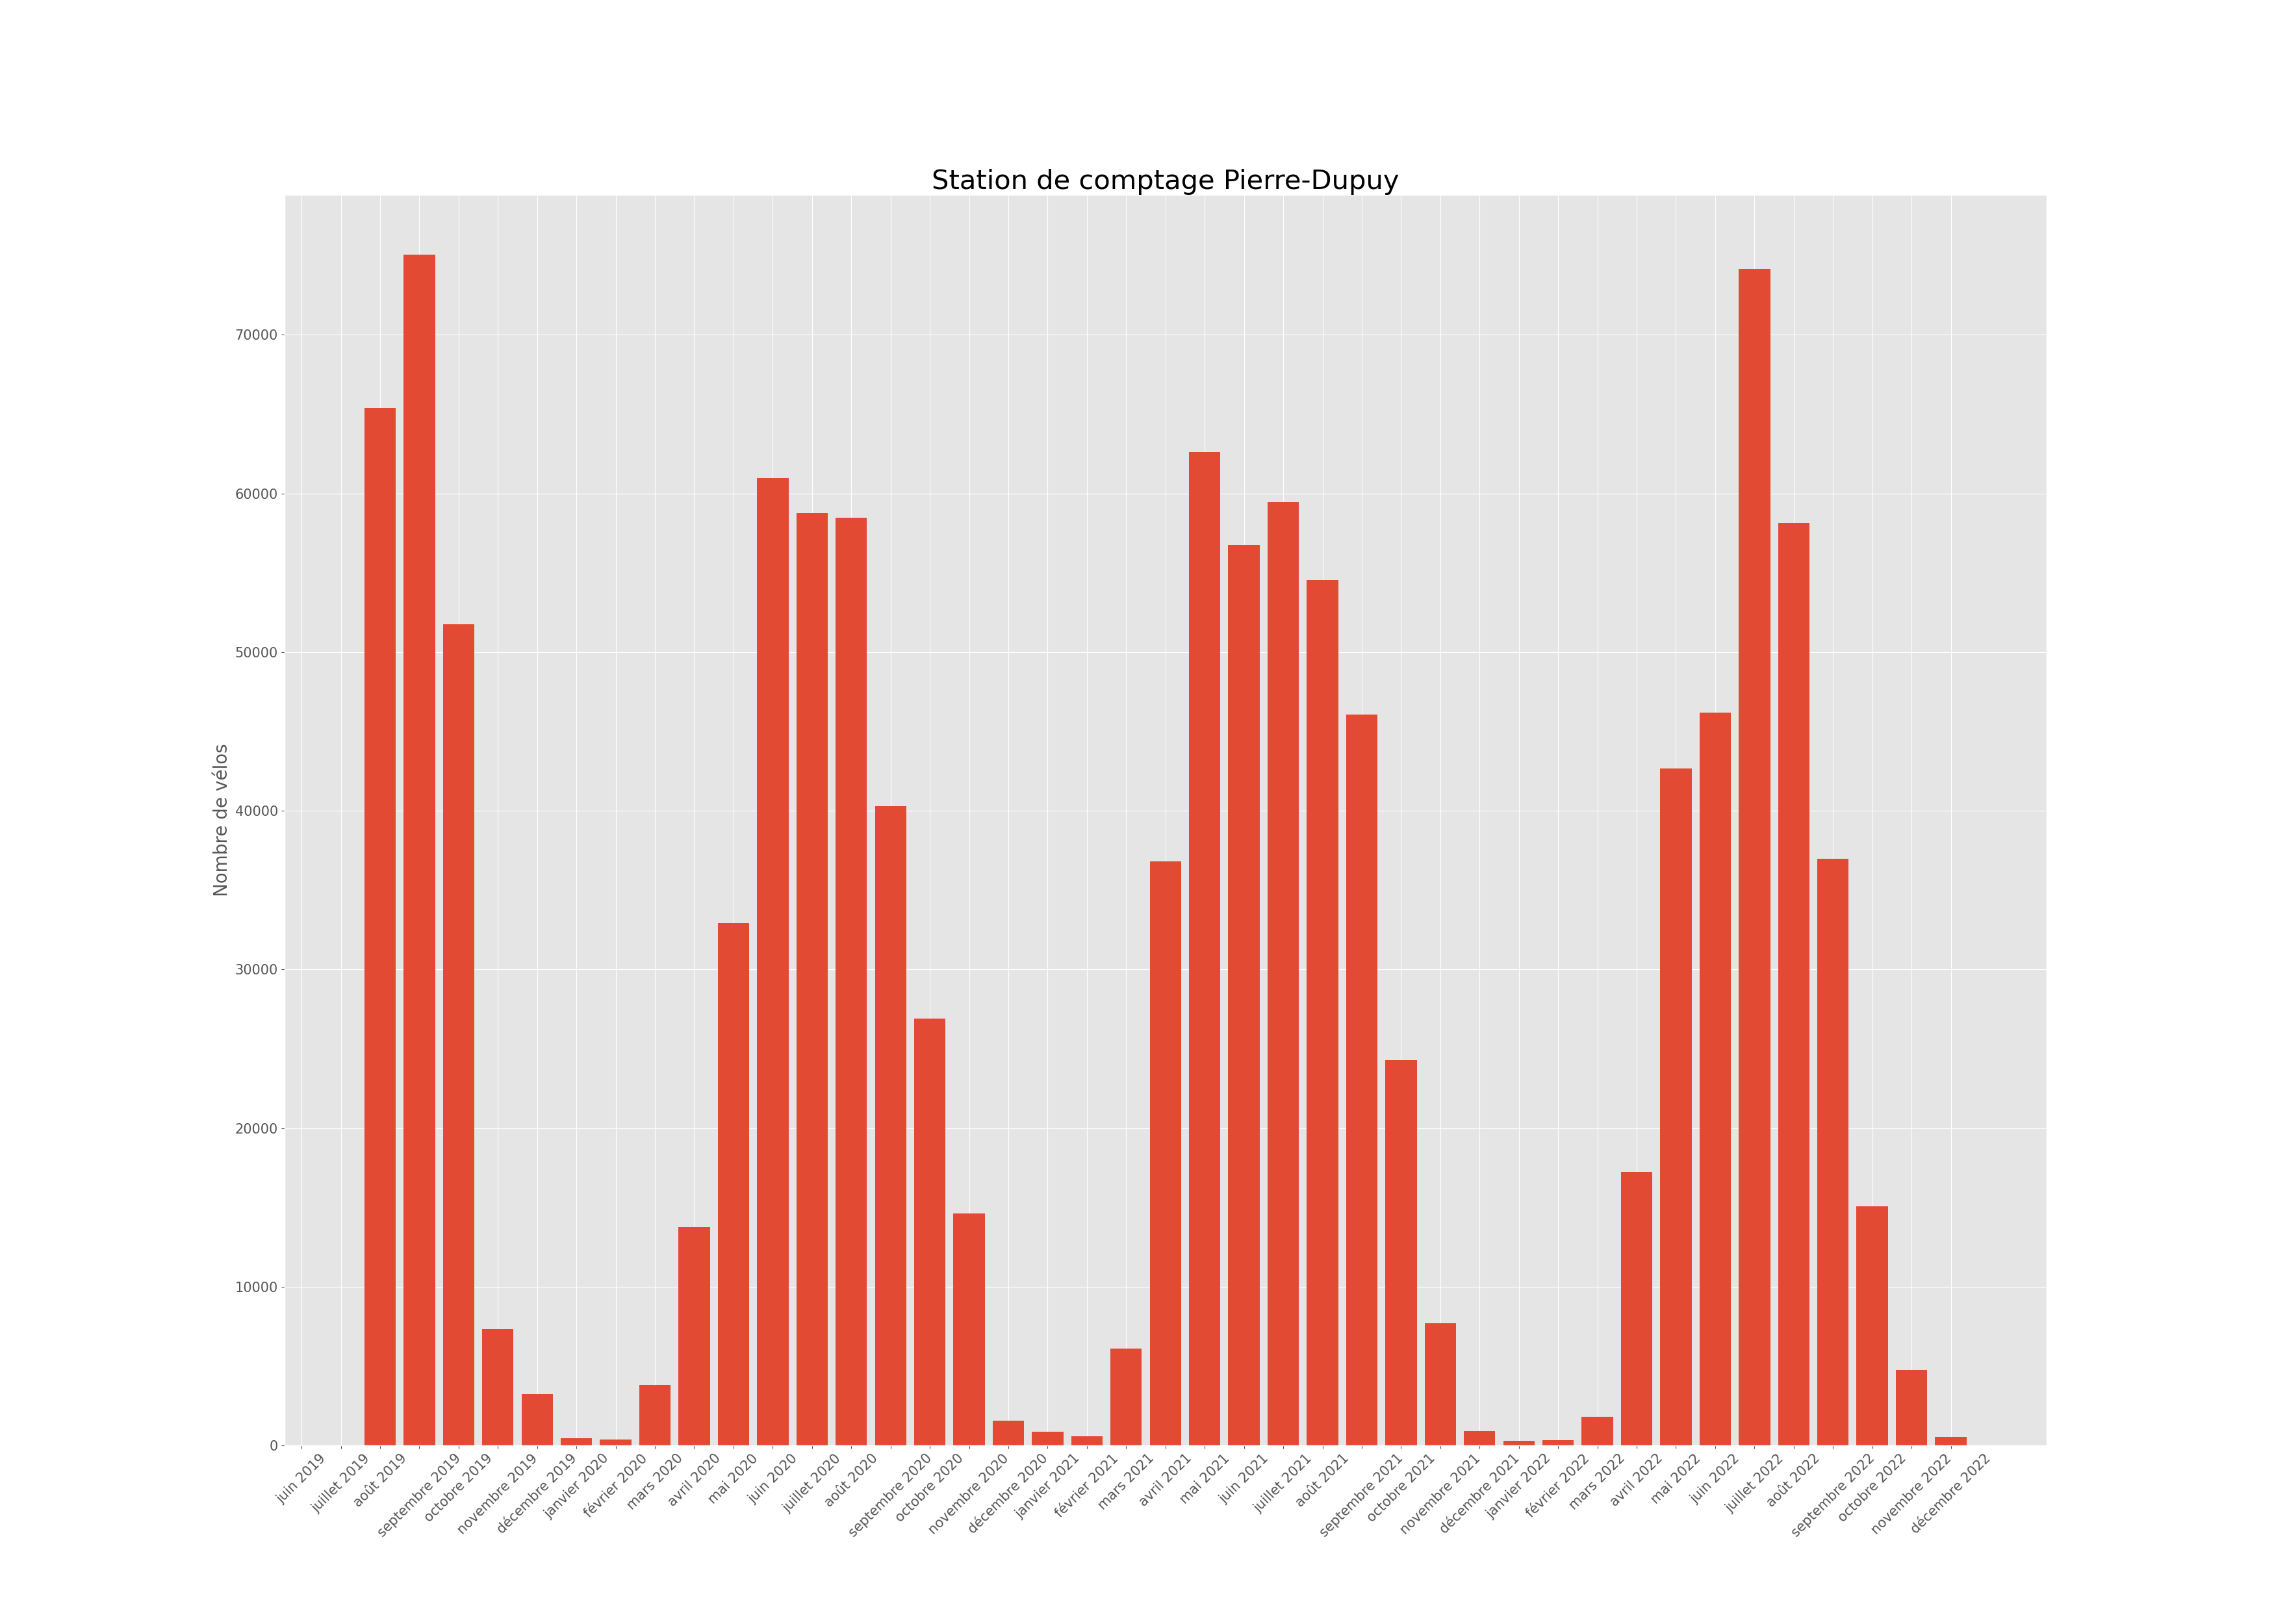 Station de comptage Pierre-Dupuy
Nombre de vélos
70000
60000
50000
40000
30000
20000
10000
0
juin 2019
juillet 2019
août 2019
septembre 2019
octobre 2019
novembre 2019
décembre 2019
janvier 2020
février 2020
mars 2020
avril 2020
mai 2020
juin 2020
juillet 2020
août 2020
septembre 2020
octobre 2020
novembre 2020
décembre 2020
janvier 2021
février 2021
mars 2021
avril 2021
mai 2021
juin 2021
juillet 2021
août 2021
septembre 2021
octobre 2021
novembre 2021
décembre 2021
janvier 2022
février 2022
mars 2022
avril 2022
mai 2022
juin 2022
juillet 2022
août 2022
septembre 2022
octobre 2022
novembre 2022
décembre 2022